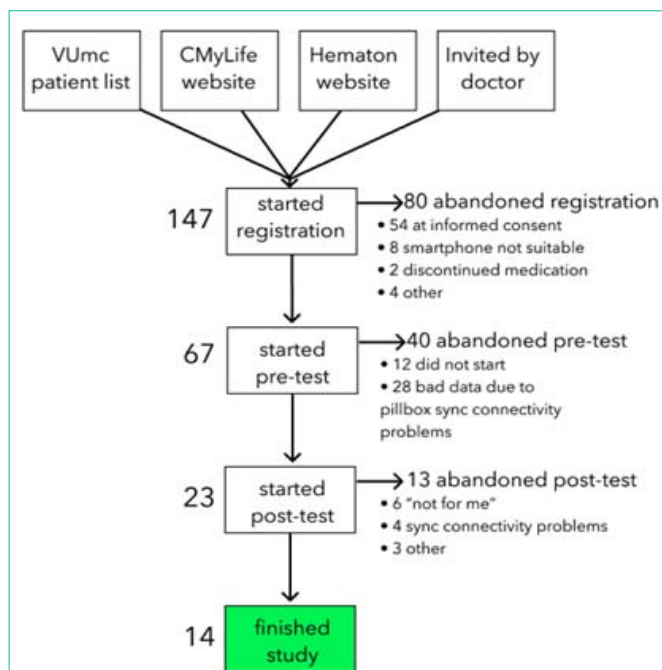 VUmc
patient list
CMyLife
website
Hematon
website
Invited by
doctor
147
started
registration
80 abandoned registration
• 54 at informed consent
• 8 smartphone not suitable
• 2 discontinued medication
• 4 other
67
started
pre-test
40 abandoned pre-test
• 12 did not start
• 28 bad data due to
pillbox sync connectivity
problems
23
started
post-test
13 abandoned post-test
• 6 "not for me"
• 4 sync connectivity problems
• 3 other
14
finished
study